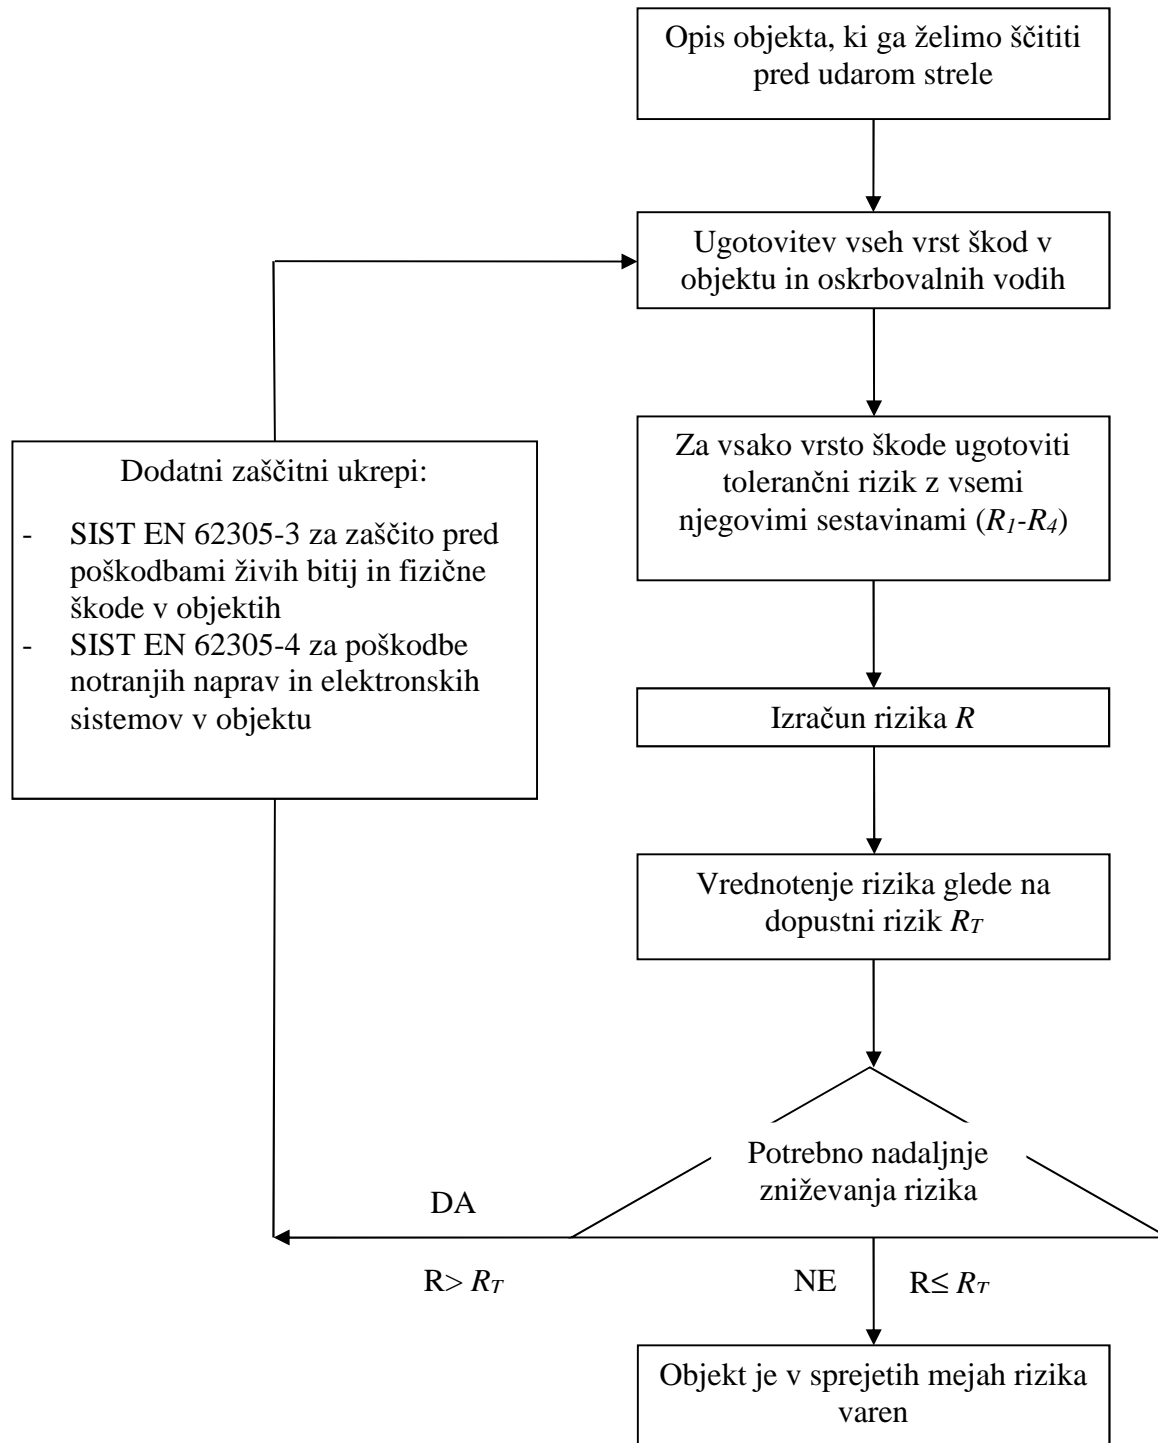 Opis objekta, ki ga želimo ščititi
pred udarom strele
Ugotovitev vseh vrst škod v
objektu in oskrbovalnih vodih
Za vsako vrsto škode ugotoviti
tolerančni rizik z vsemi
njegovimi sestavinami (R1-R4)
Dodatni zaščitni ukrepi:
- SIST EN 62305-3 za zaščito pred
poškodbami živih bitij in fizične
škode v objektih
- SIST EN 62305-4 za poškodbe
notranjih naprav in elektronskih
sistemov v objektu
Izračun rizika R
Vrednotenje rizika glede na
dopustni rizik RT
Potrebno nadaljnje
zniževanja rizika
DA
R> RT
NE
R≤ RT
Objekt je v sprejetih mejah rizika
varen